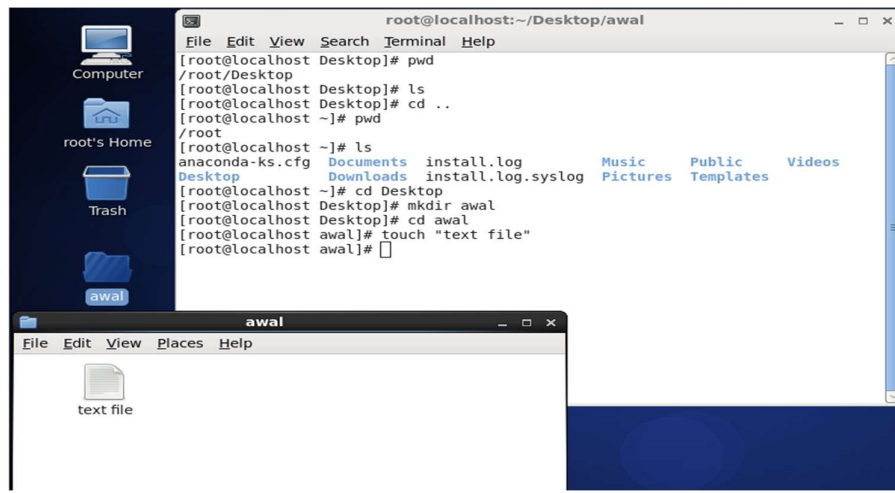 Computer
root's Home
Trash
awal
root@localhost:~/Desktop/awal
File Edit View Search Terminal Help
[root@localhost Desktop]# pwd
/root/Desktop
[root@localhost Desktop]# ls
[root@localhost Desktop]# cd ..
[root@localhost ~]# pwd
/root
[root@localhost ~]# ls
anaconda-ks.cfg Documents install.log Music Public Videos
Desktop Downloads install.log.syslog Pictures Templates
[root@localhost ~]# cd Desktop
[root@localhost Desktop]# mkdir awal
[root@localhost Desktop]# cd awal
[root@localhost awal]# touch "text file"
[root@localhost awal]#
awal
File Edit View Places Help
text file